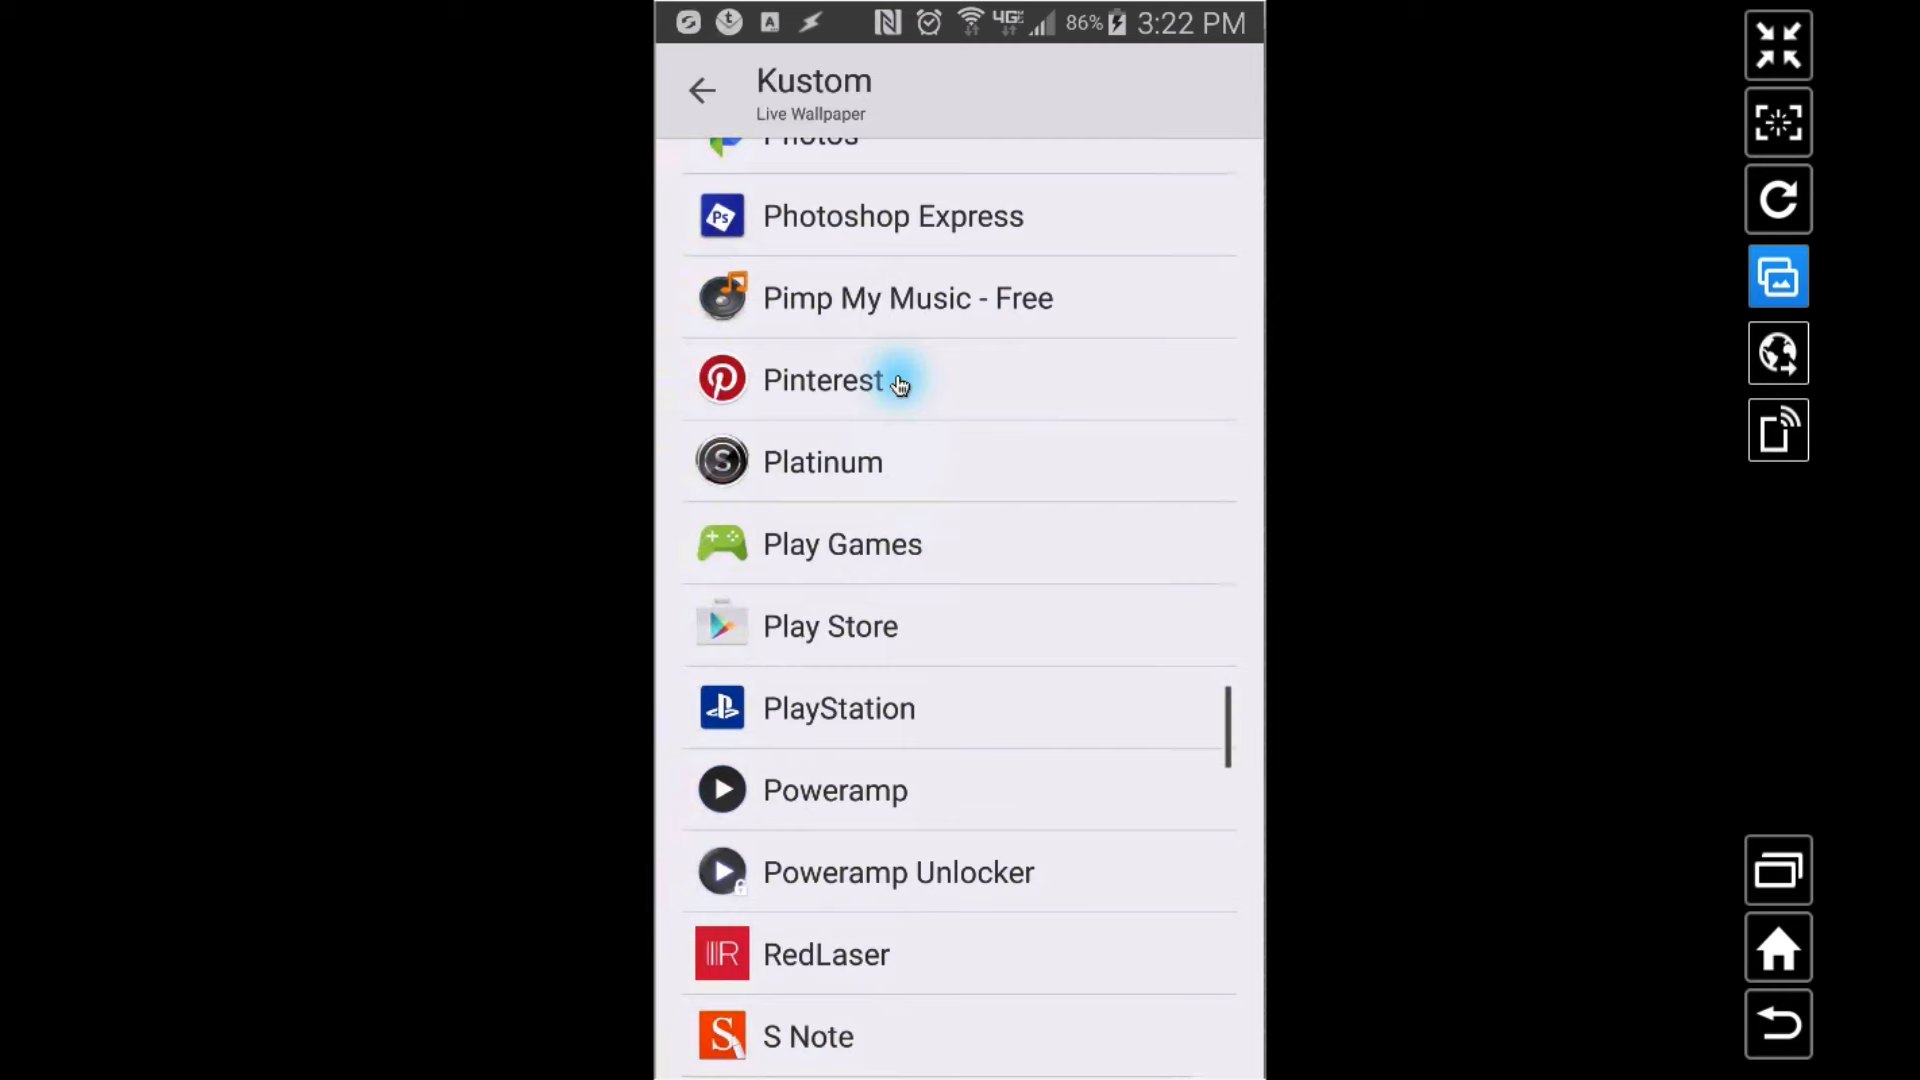 86% 3:22 PM
Kustom
Live Wallpaper
Photos
Photoshop Express
Pimp My Music - Free
Pinterest
Platinum
Play Games
Play Store
PlayStation
Poweramp
Poweramp Unlocker
RedLaser
S Note